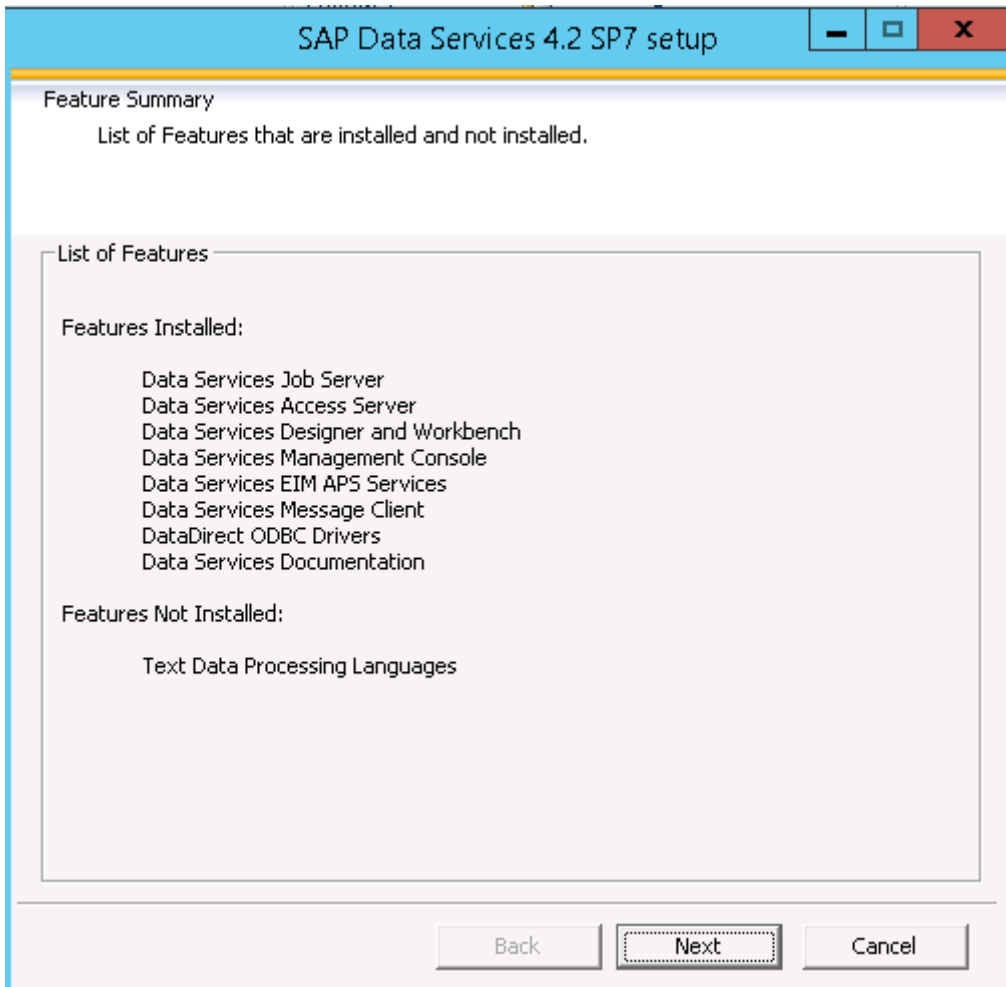 SAP Data Services 4.2 SP7 setup
Feature Summary
List of Features that are installed and not installed.
List of Features
Features Installed:
Data Services Job Server
Data Services Access Server
Data Services Designer and Workbench
Data Services Management Console
Data Services EIM APS Services
Data Services Message Client
DataDirect ODBC Drivers
Data Services Documentation
Features Not Installed:
Text Data Processing Languages
Back Next Cancel